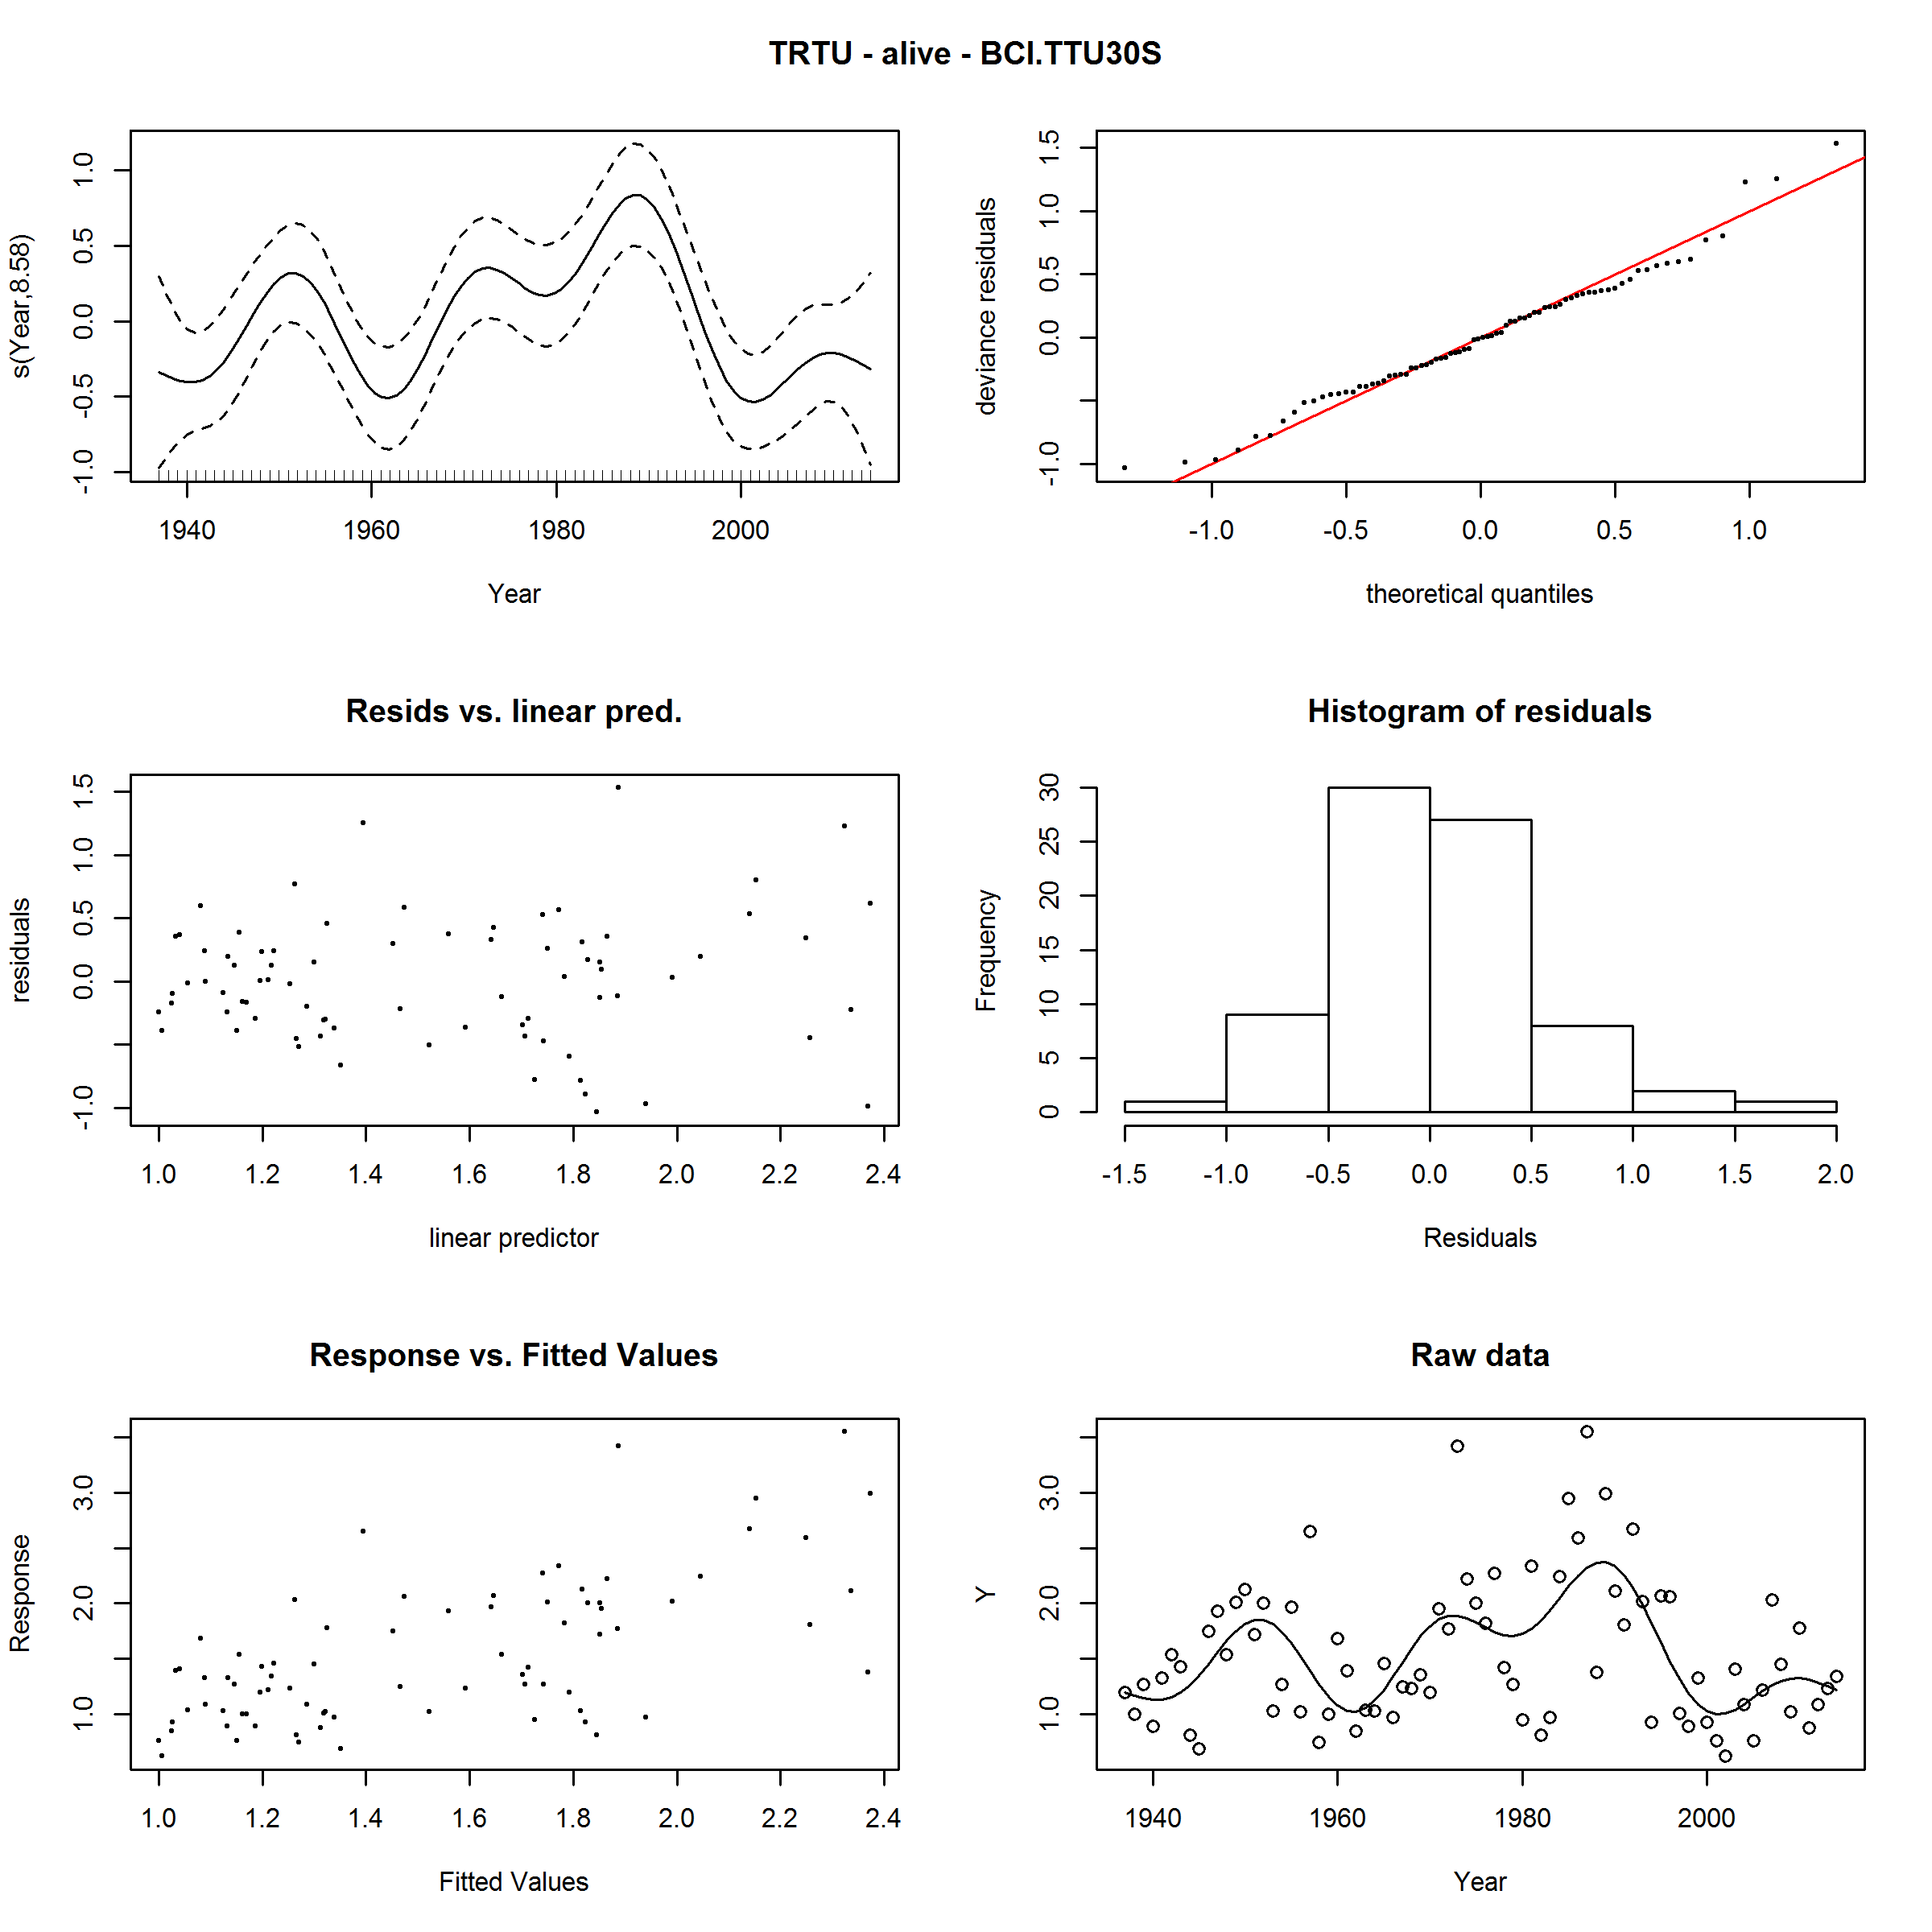 TRTU - alive - BCI.TTU30S
s(Year,8.58)
-1.0 -0.5 0.0 0.5 1.0
1940 1960 1980 2000
Year
deviance residuals
-1.0 0.0 0.5 1.0 1.5
-1.0 -0.5 0.0 0.5 1.0
theoretical quantiles
Resids vs. linear pred.
residuals
-1.0 0.0 0.5 1.0 1.5
1.0 1.2 1.4 1.6 1.8 2.0 2.2 2.4
linear predictor
Histogram of residuals
Frequency
0 5 10 15 20 25 30
-1.5 -1.0 -0.5 0.0 0.5 1.0 1.5 2.0
Residuals
Response vs. Fitted Values
Response
1.0 2.0 3.0
1.0 1.2 1.4 1.6 1.8 2.0 2.2 2.4
Fitted Values
Raw data
Y
1.0 2.0 3.0
1940 1960 1980 2000
Year